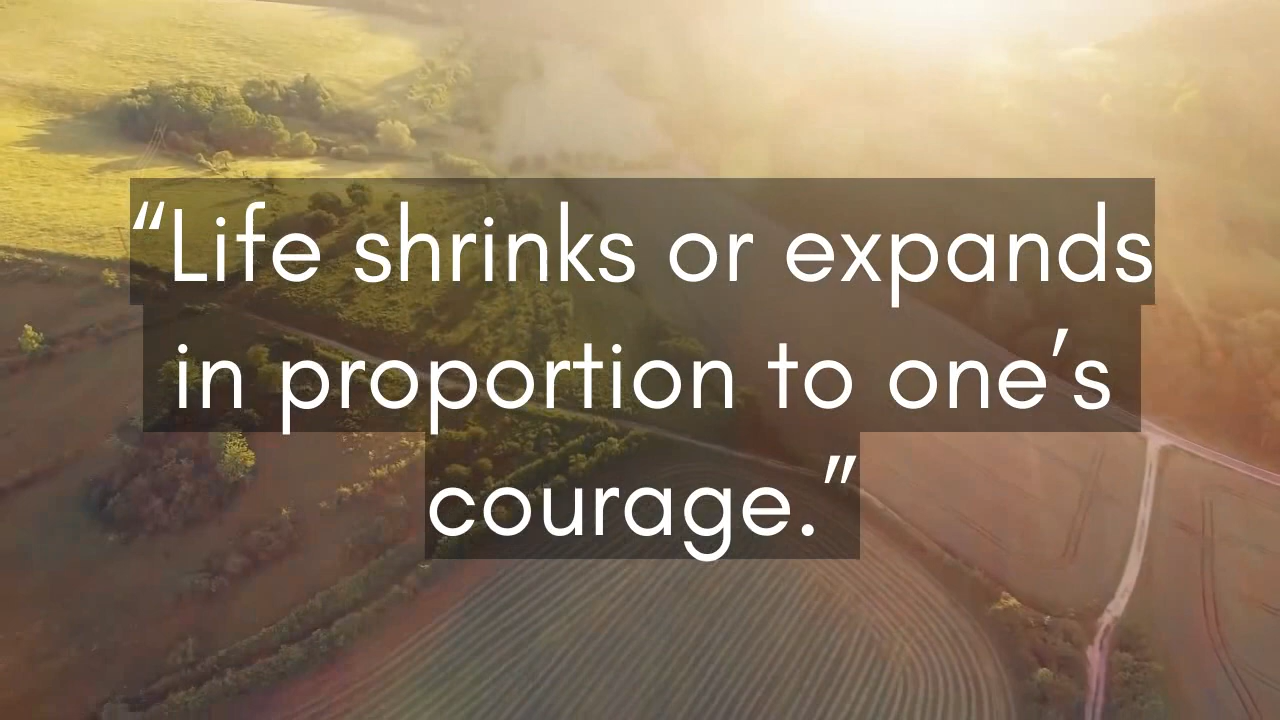 “Life shrinks or expands
in proportion to one’s
courage.”